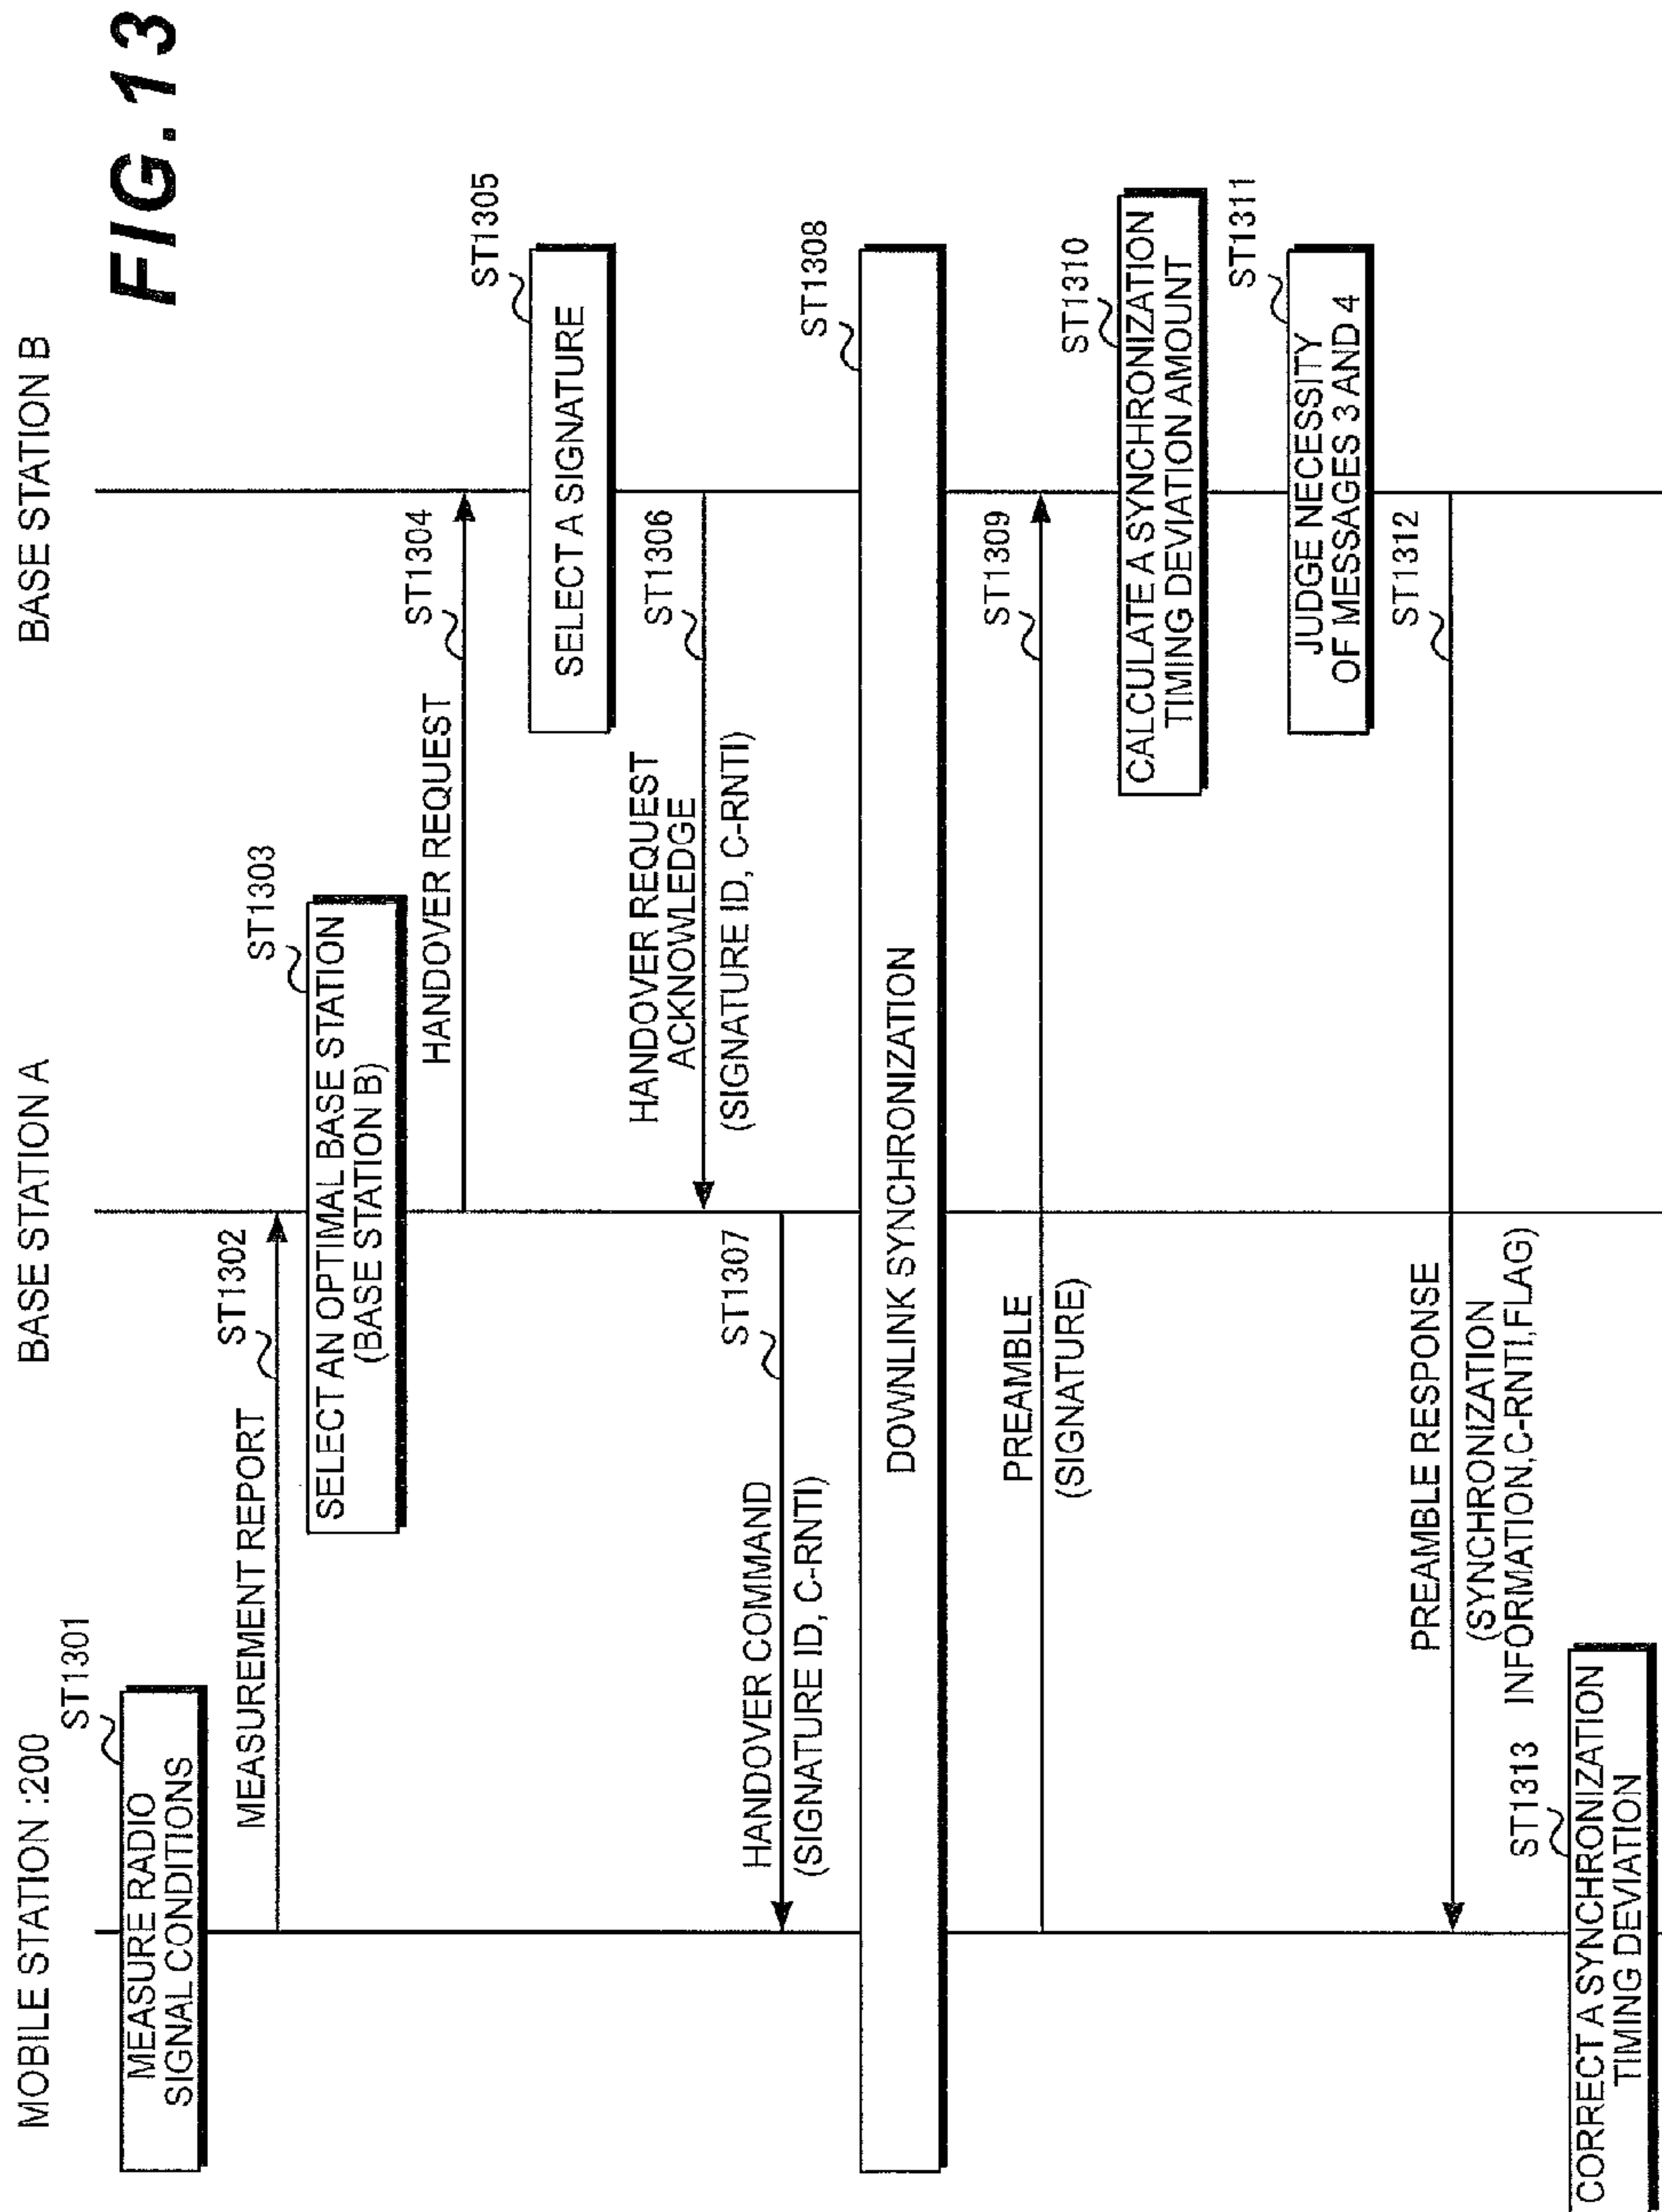 FIG.13
MOBILE STATION :200
BASE STATION A
BASE STATION B
ST1301
MEASURE RADIO
SIGNAL CONDITIONS
MEASUREMENT REPORT
ST1302
ST1303
SELECT AN OPTIMAL BASE STATION
(BASE STATION B)
HANDOVER REQUEST
ST1304
ST1305
SELECT A SIGNATURE
HANDOVER REQUEST
ACKNOWLEDGE
ST1306
(SIGNATURE ID, C-RNTI)
HANDOVER COMMAND
ST1307
(SIGNATURE ID, C-RNTI)
ST1308
DOWNLINK SYNCHRONIZATION
PREAMBLE
ST1309
(SIGNATURE)
ST1310
CALCULATE A SYNCHRONIZATION
TIMING DEVIATION AMOUNT
ST1311
JUDGE NECESSITY
OF MESSAGES 3 AND 4
PREAMBLE RESPONSE
ST1312
(SYNCHRONIZATION
INFORMATION,C-RNTI,FLAG)
ST1313
CORRECT A SYNCHRONIZATION
TIMING DEVIATION